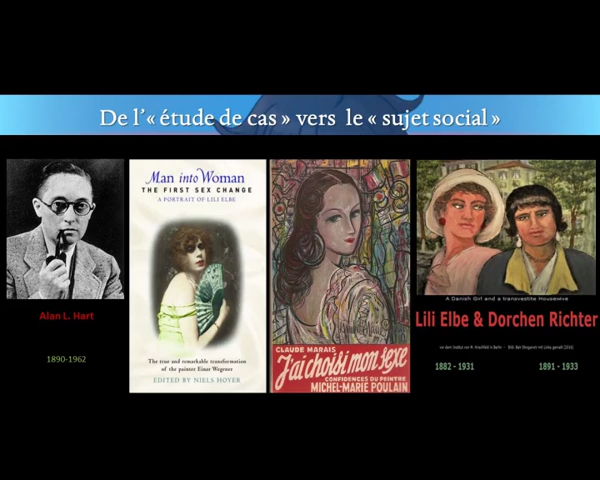 De l'« étude de cas » vers le « sujet social »
Alan L. Hart
1890-1962
Man into Woman
THE FIRST SEX CHANGE
A PORTRAIT OF LILI ELBE
The true and remarkable transformation
of the painter Einar Wegener
EDITED BY NIELS HOYER
CLAUDE MARAIS
J'ai choisi mon sexe
CONFIDENCES DU PEINTRE
MICHEL-MARIE POULAIN
A Danish Girl and a transvestite Housewive
Lili Elbe & Dorchen Richter
1882 - 1931
1891 - 1933